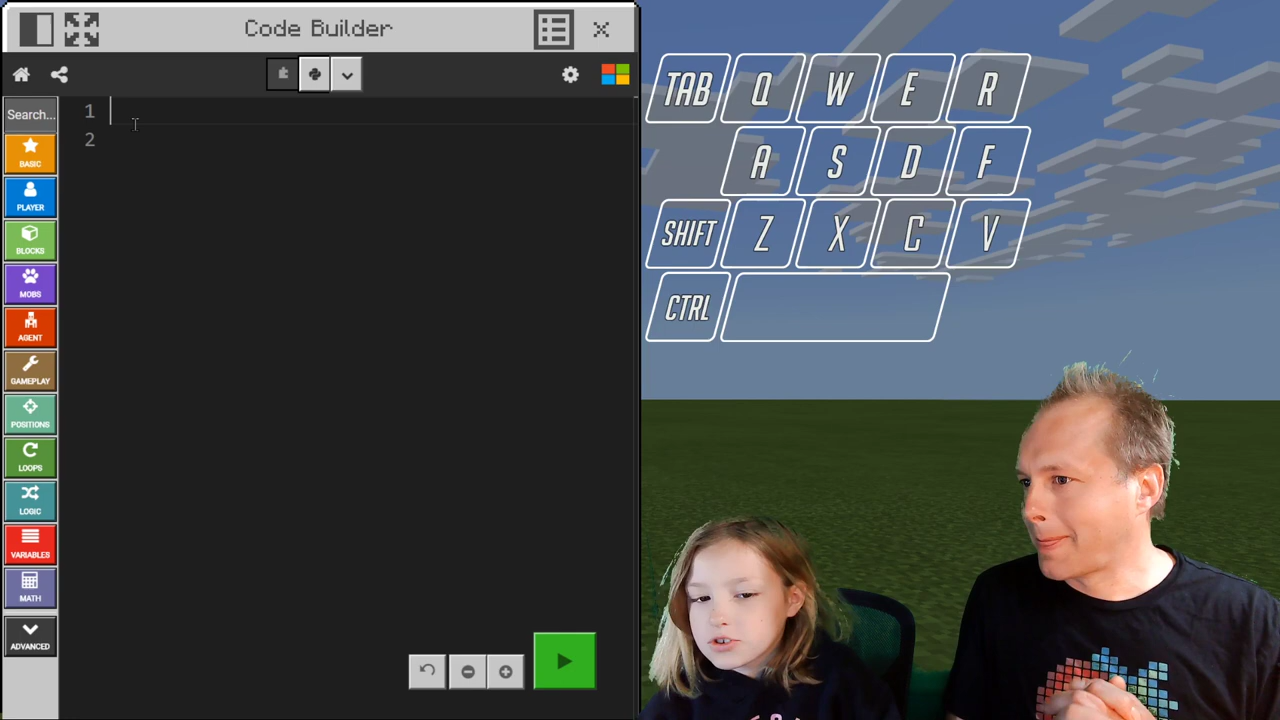 Code Builder
Search...
1
2
BASIC
PLAYER
BLOCKS
MOBS
AGENT
GAMEPLAY
POSITIONS
LOOPS
LOGIC
VARIABLES
MATH
ADVANCED
TAB Q W E R
A S D F
SHIFT Z X C V
CTRL